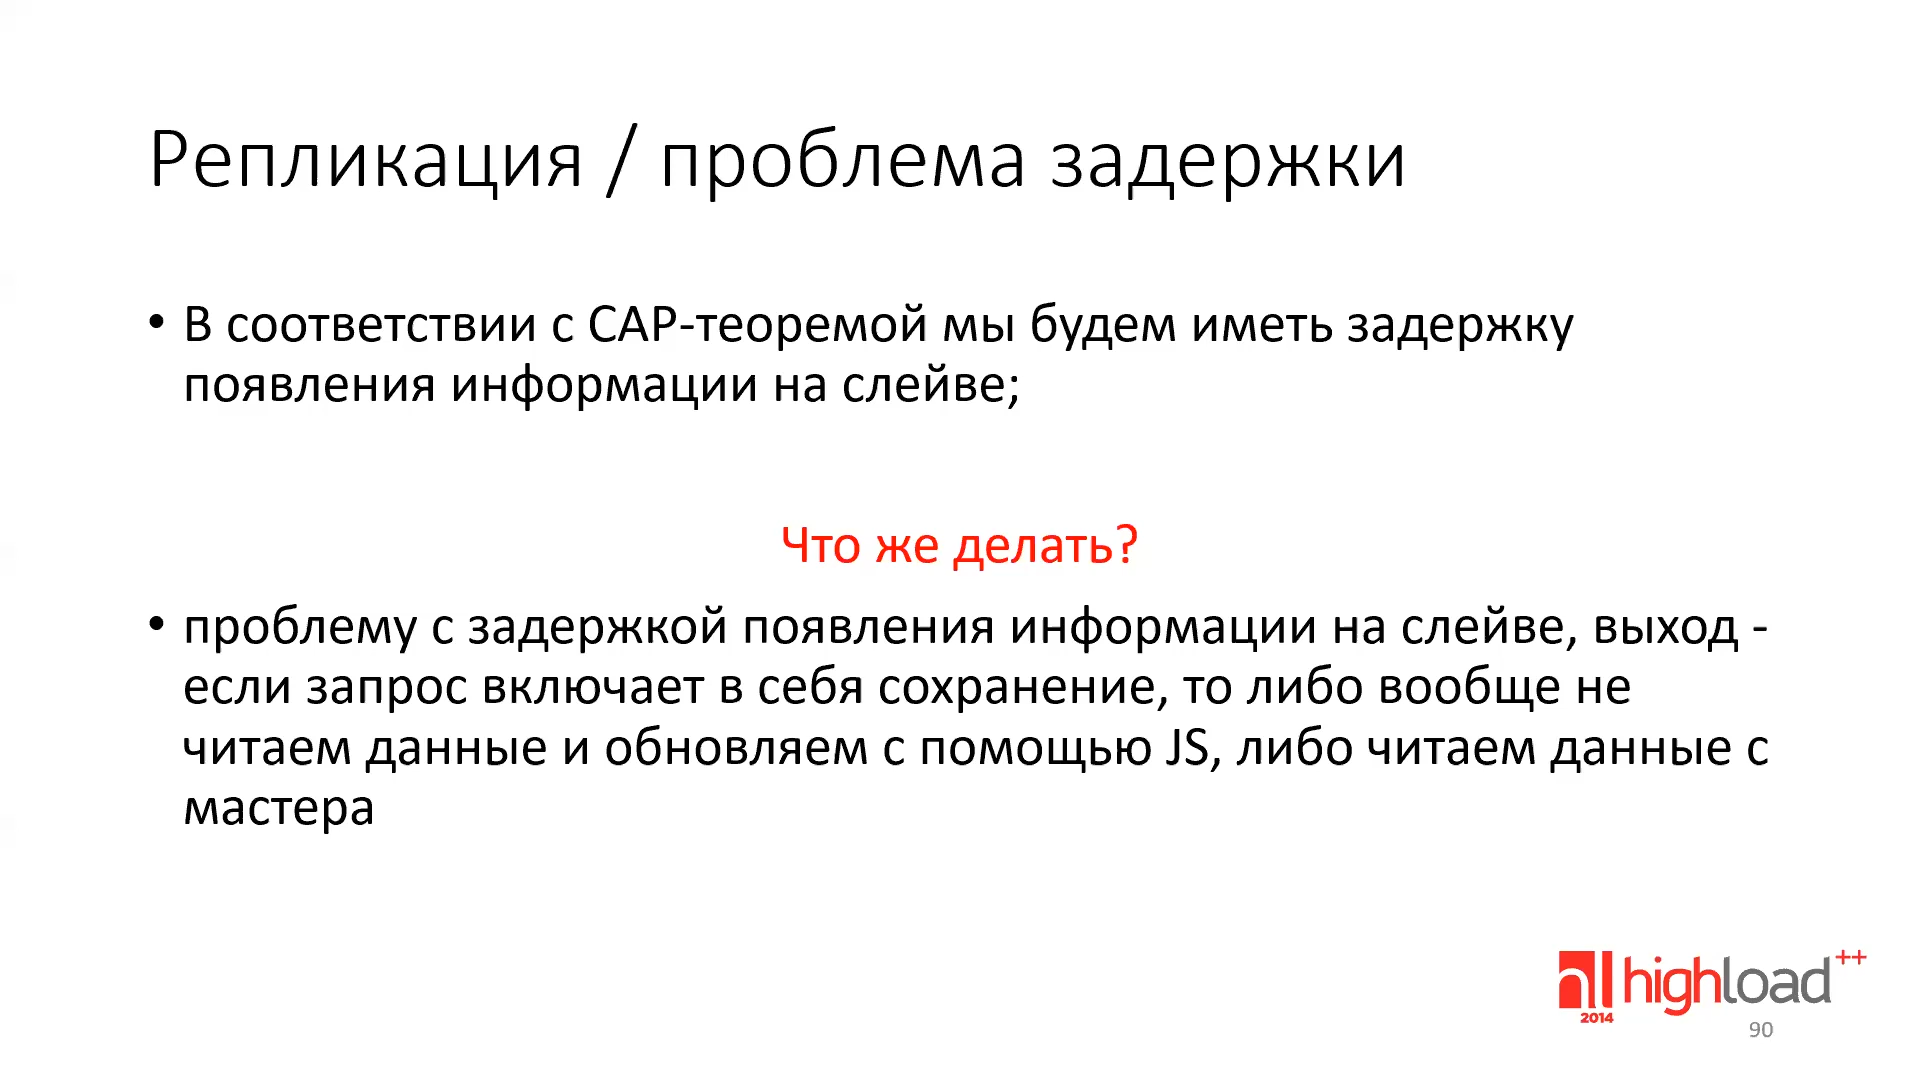 Репликация / проблема задержки
• В соответствии с CAP-теоремой мы будем иметь задержку
появления информации на слейве;
Что же делать?
• проблему с задержкой появления информации на слейве, выход -
если запрос включает в себя сохранение, то либо вообще не
читаем данные и обновляем с помощью JS, либо читаем данные с
мастера
highload++
2014
90